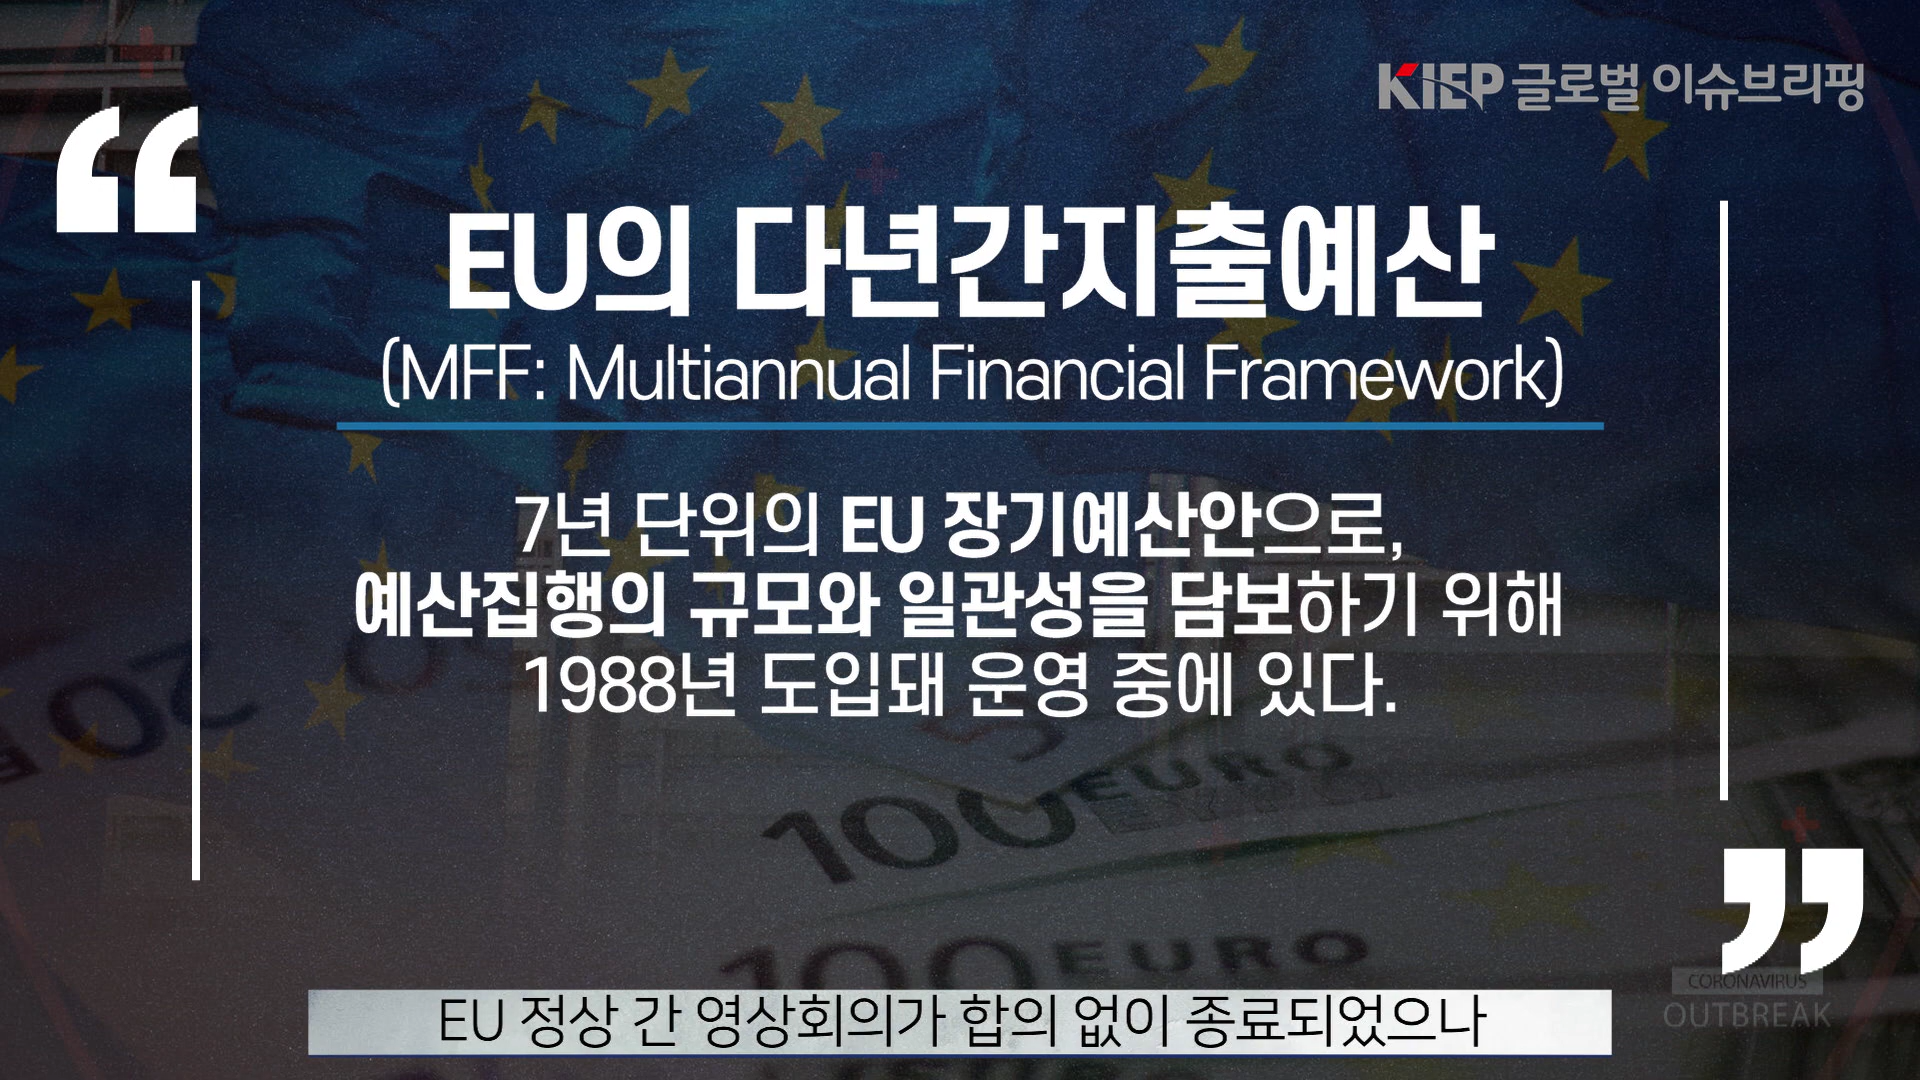 KIEP 글로벌 이슈브리핑
EU의 다년간지출예산
(MFF: Multiannual Financial Framework)
7년 단위의 EU 장기예산안으로,
예산집행의 규모와 일관성을 담보하기 위해
1988년 도입돼 운영 중에 있다.
20
100 EURO
100 EURO
CORONAVIRUS
OUTBREAK
EU 정상 간 영상회의가 합의 없이 종료되었으나